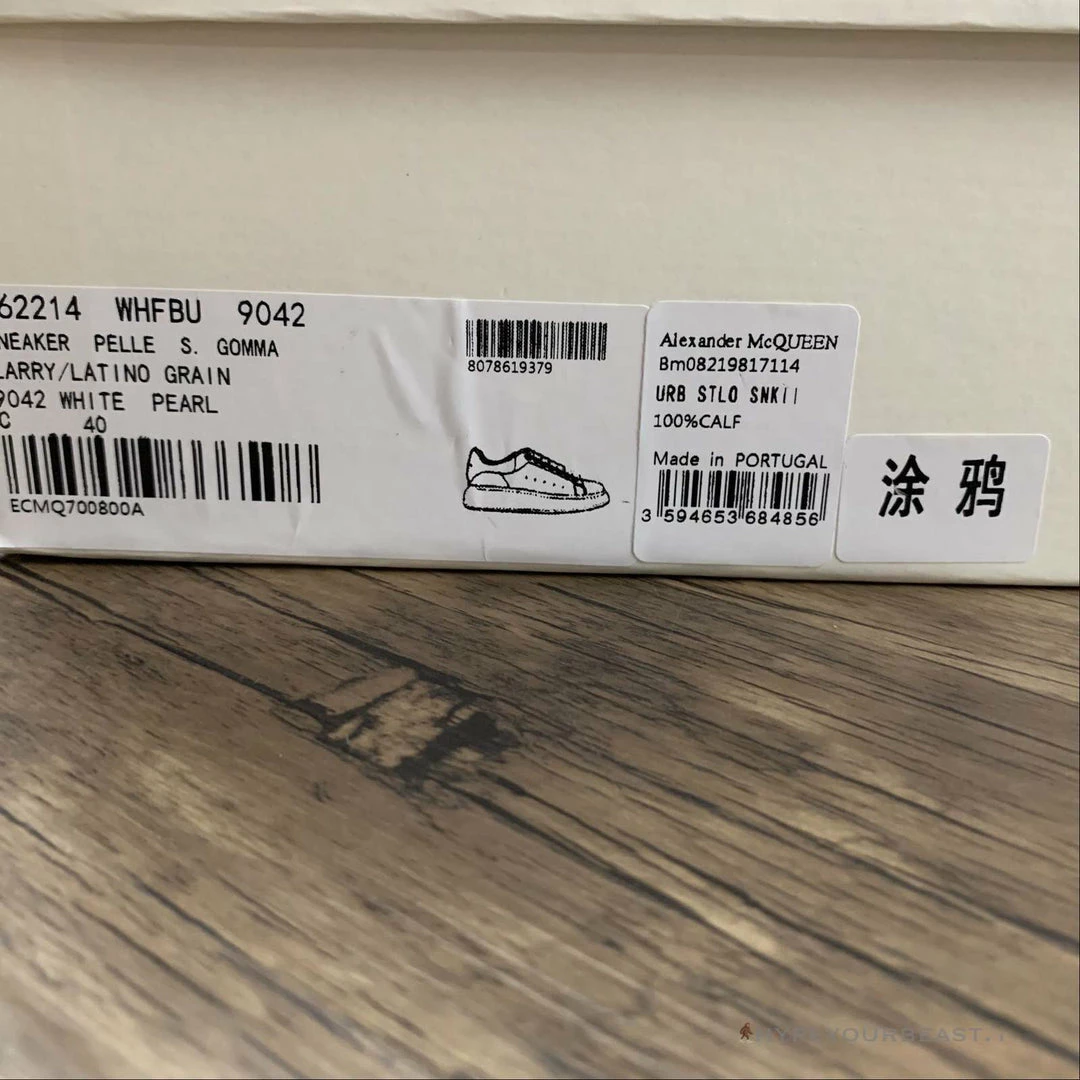 62214 WHFBU 9042
NEAKER PELLE S. GOMMA
LARRY/LATINO GRAIN
9042 WHITE PEARL
C 40
ECMQ700800A
8078619379
Alexander McQUEEN
Bm08219817114
URB STLO SNKII
100%CALF
Made in PORTUGAL
3 594653 684856
涂 鸦
HYPEYOURBEAST.